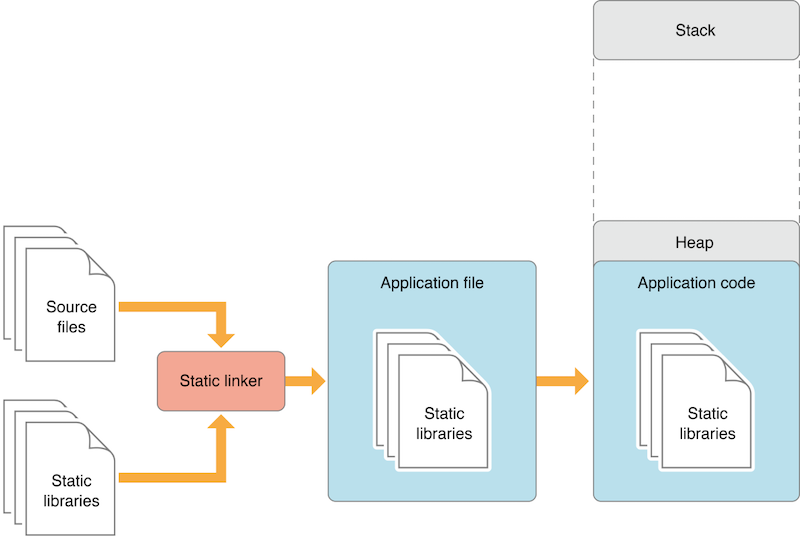 Stack
Heap
Source
files
Static linker
Static
libraries
Application file
Static
libraries
Application code
Static
libraries